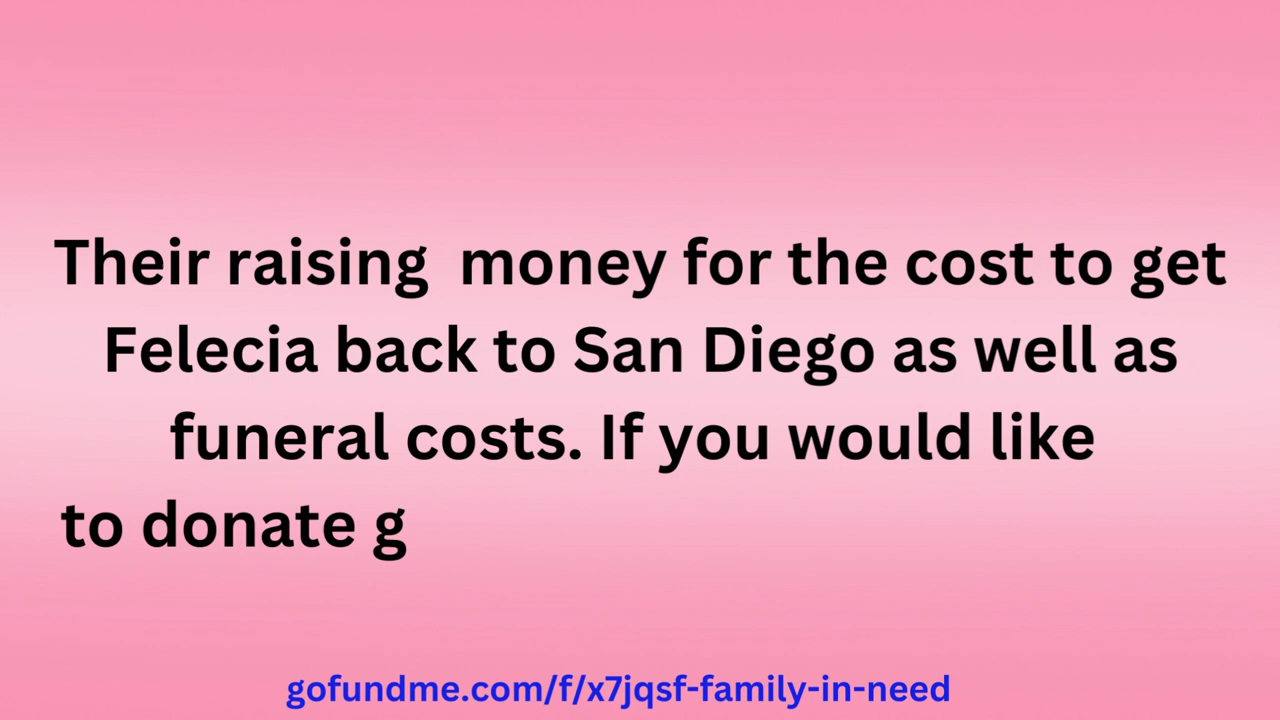 Their raising  money for the cost to get
Felecia back to San Diego as well as
funeral costs. If you would like
to donate g
gofundme.com/f/x7jqsf-family-in-need